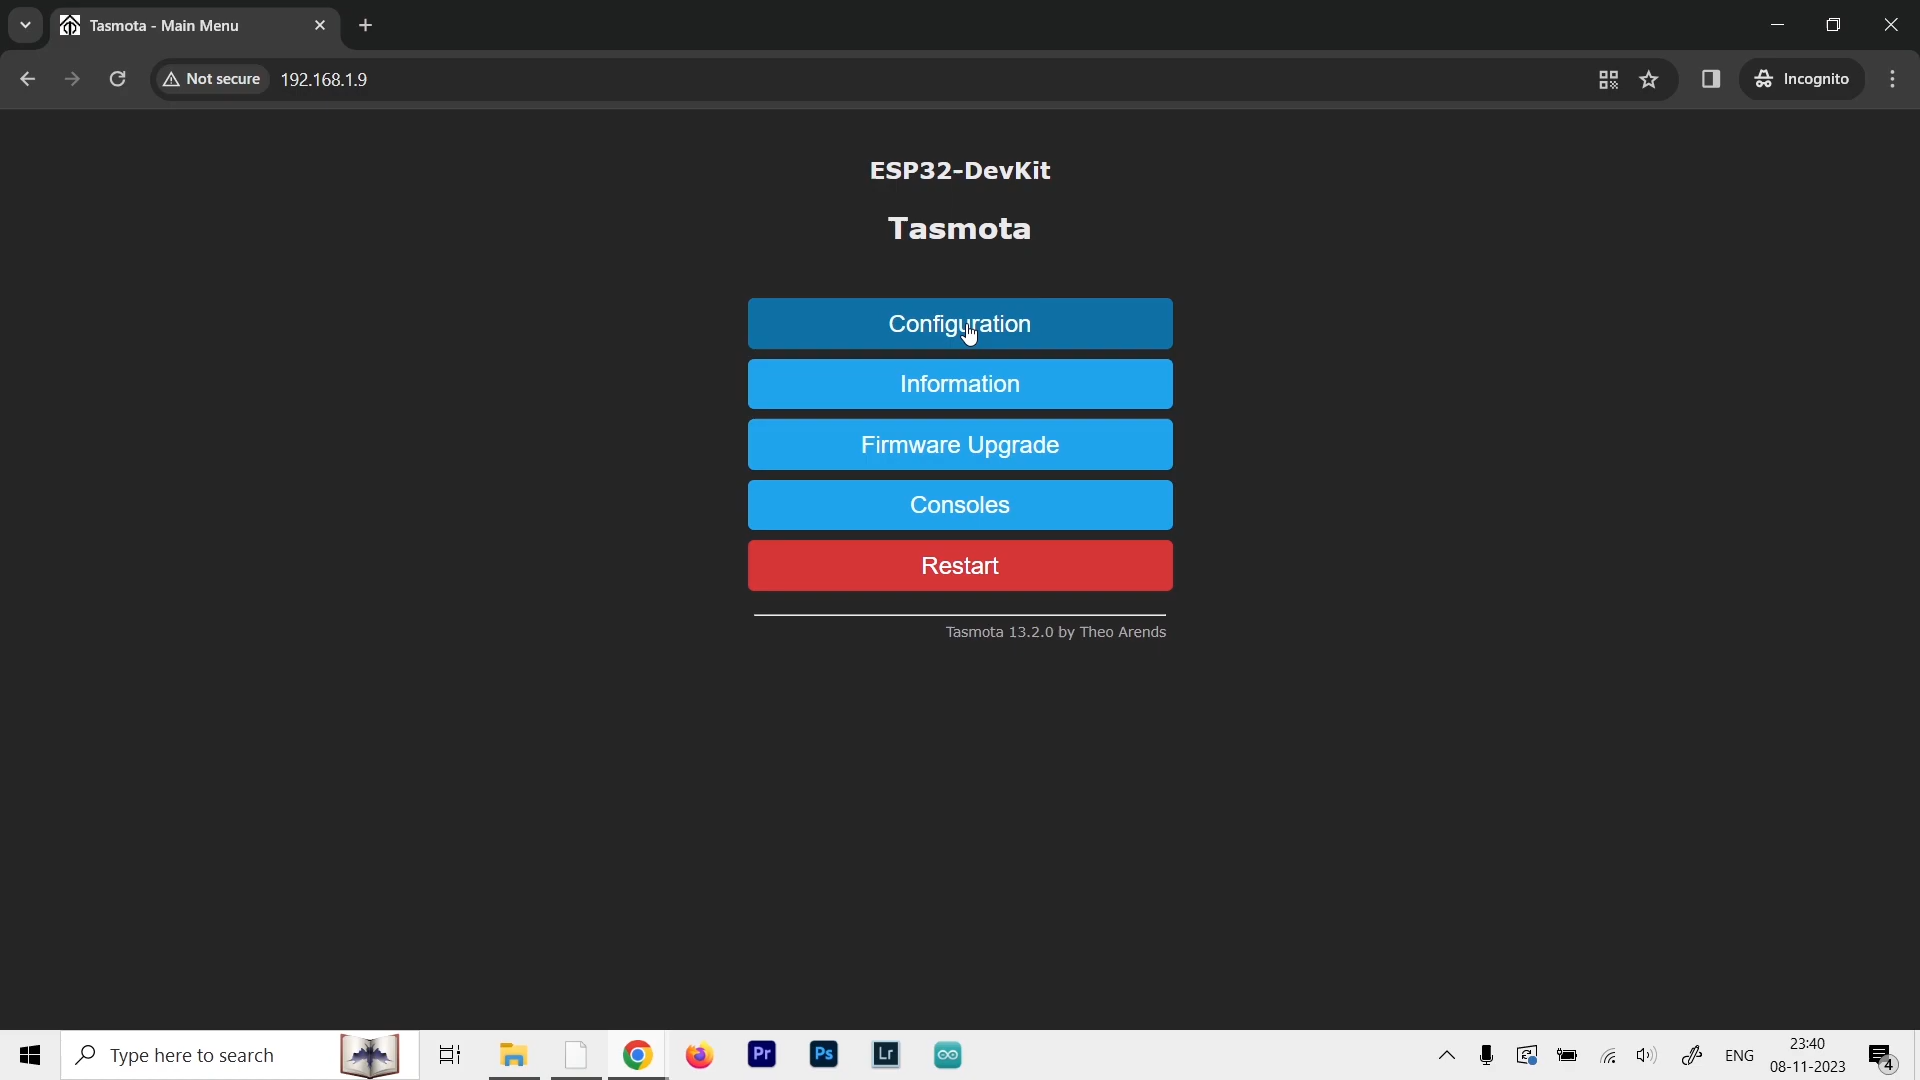 Tasmota - Main Menu
Not secure
192.168.1.9
Incognito
ESP32-DevKit
Tasmota
Configuration
Information
Firmware Upgrade
Consoles
Restart
Tasmota 13.2.0 by Theo Arends
Type here to search
Pr
Ps
Lr
ENG
23:40
08-11-2023
4